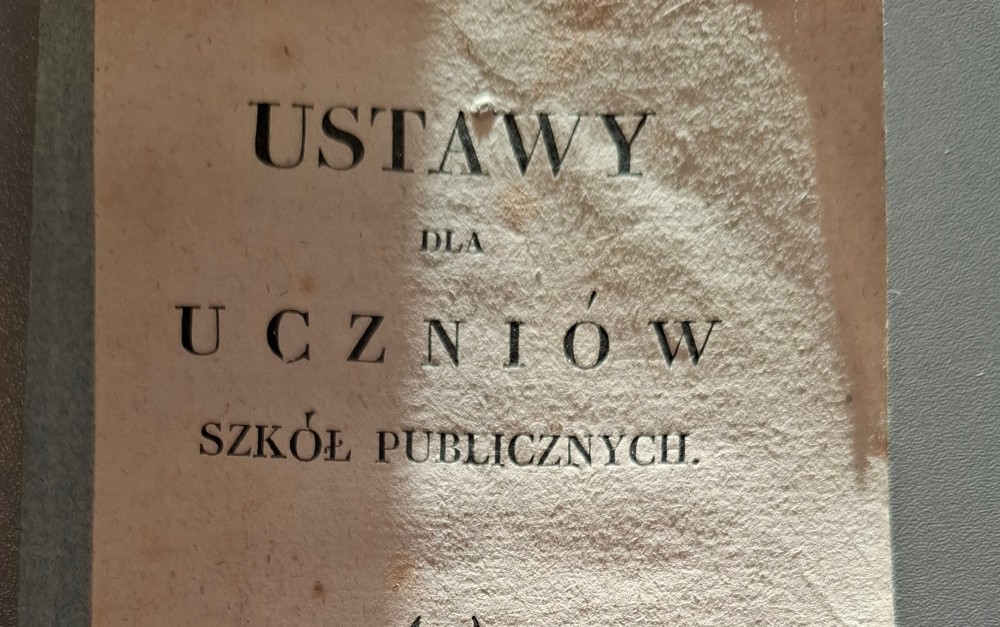 USTAWY
DLA
UCZNIÓW
SZKÓŁ PUBLICZNYCH.